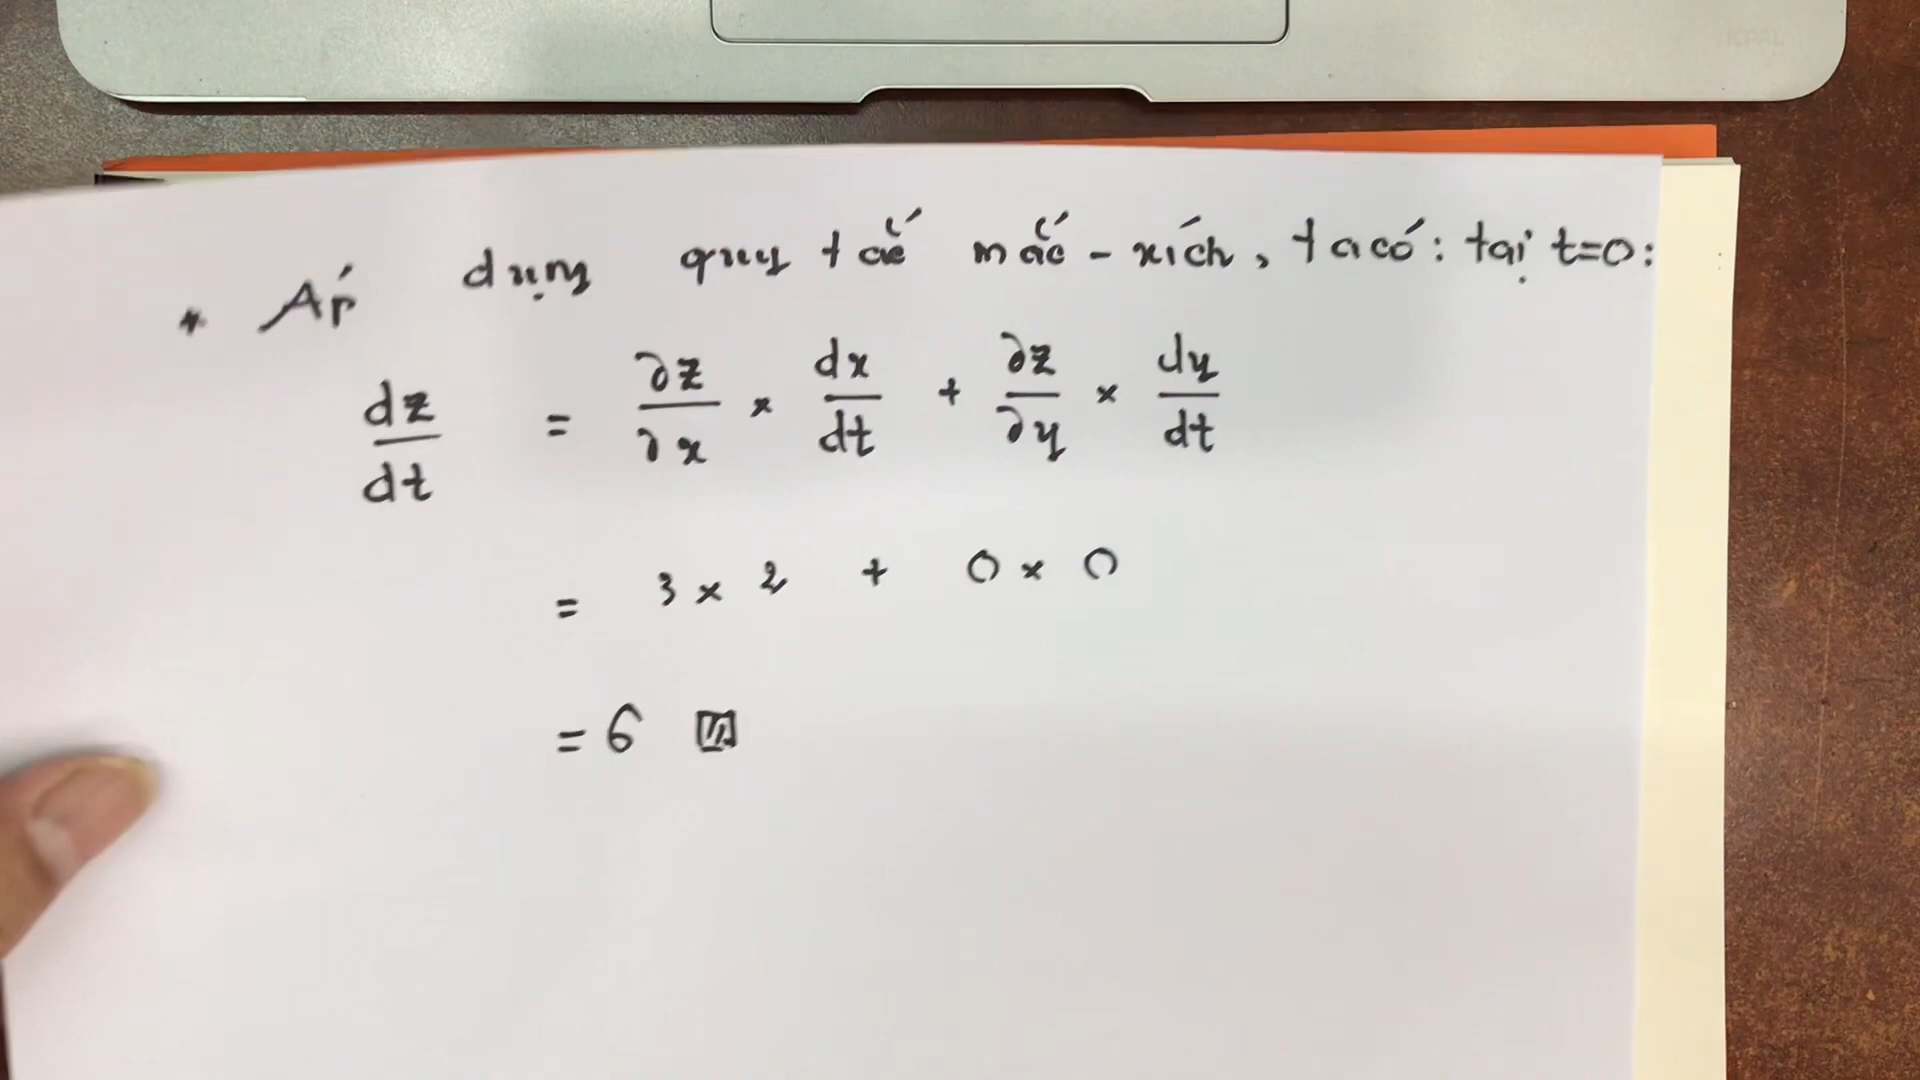 * Áp dụng quy tắc mắc - xích, ta có: tại t=0:
dz/dt = ∂z/∂x × dx/dt + ∂z/∂y × dy/dt
= 3 × 2 + 0 × 0
= 6